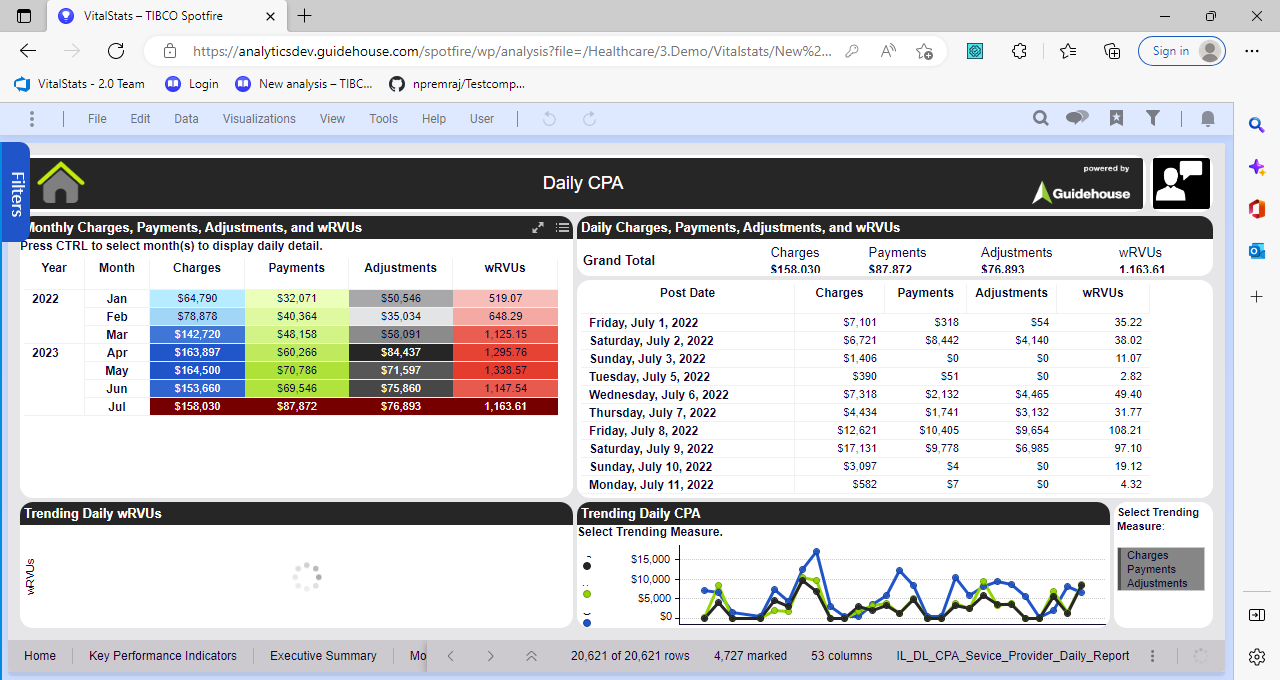 VitalStats – TIBCO Spotfire
https://analyticsdev.guidehouse.com/spotfire/wp/analysis?file=/Healthcare/3.Demo/Vitalstats/New%2...
Sign in
VitalStats - 2.0 Team Login New analysis – TIBC... npremraj/Testcomp...
File Edit Data Visualizations View Tools Help User
Filters
Daily CPA
powered by
Guidehouse
Monthly Charges, Payments, Adjustments, and wRVUs
Press CTRL to select month(s) to display daily detail.
Year Month Charges Payments Adjustments wRVUs
2022 Jan $64,790 $32,071 $50,546 519.07
Feb $78,878 $40,364 $35,034 648.29
Mar $142,720 $48,158 $58,091 1,125.15
2023 Apr $163,897 $60,266 $84,437 1,295.76
May $164,500 $70,786 $71,597 1,338.57
Jun $153,660 $69,546 $75,860 1,147.54
Jul $158,030 $87,872 $76,893 1,163.61
Daily Charges, Payments, Adjustments, and wRVUs
Charges Payments Adjustments wRVUs
Grand Total
$158,030 $87,872 $76,893 1,163.61
Post Date Charges Payments Adjustments wRVUs
Friday, July 1, 2022 $7,101 $318 $54 35.22
Saturday, July 2, 2022 $6,721 $8,442 $4,140 38.02
Sunday, July 3, 2022 $1,406 $0 $0 11.07
Tuesday, July 5, 2022 $390 $51 $0 2.82
Wednesday, July 6, 2022 $7,318 $2,132 $4,465 49.40
Thursday, July 7, 2022 $4,434 $1,741 $3,132 31.77
Friday, July 8, 2022 $12,621 $10,405 $9,654 108.21
Saturday, July 9, 2022 $17,131 $9,778 $6,985 97.10
Sunday, July 10, 2022 $3,097 $4 $0 19.12
Monday, July 11, 2022 $582 $7 $0 4.32
Trending Daily wRVUs
wRVUs
Trending Daily CPA
Select Trending Measure.
$15,000
$10,000
$5,000
$0
Select Trending
Measure:
Charges
Payments
Adjustments
Home Key Performance Indicators Executive Summary Mo
20,621 of 20,621 rows 4,727 marked 53 columns IL_DL_CPA_Sevice_Provider_Daily_Report